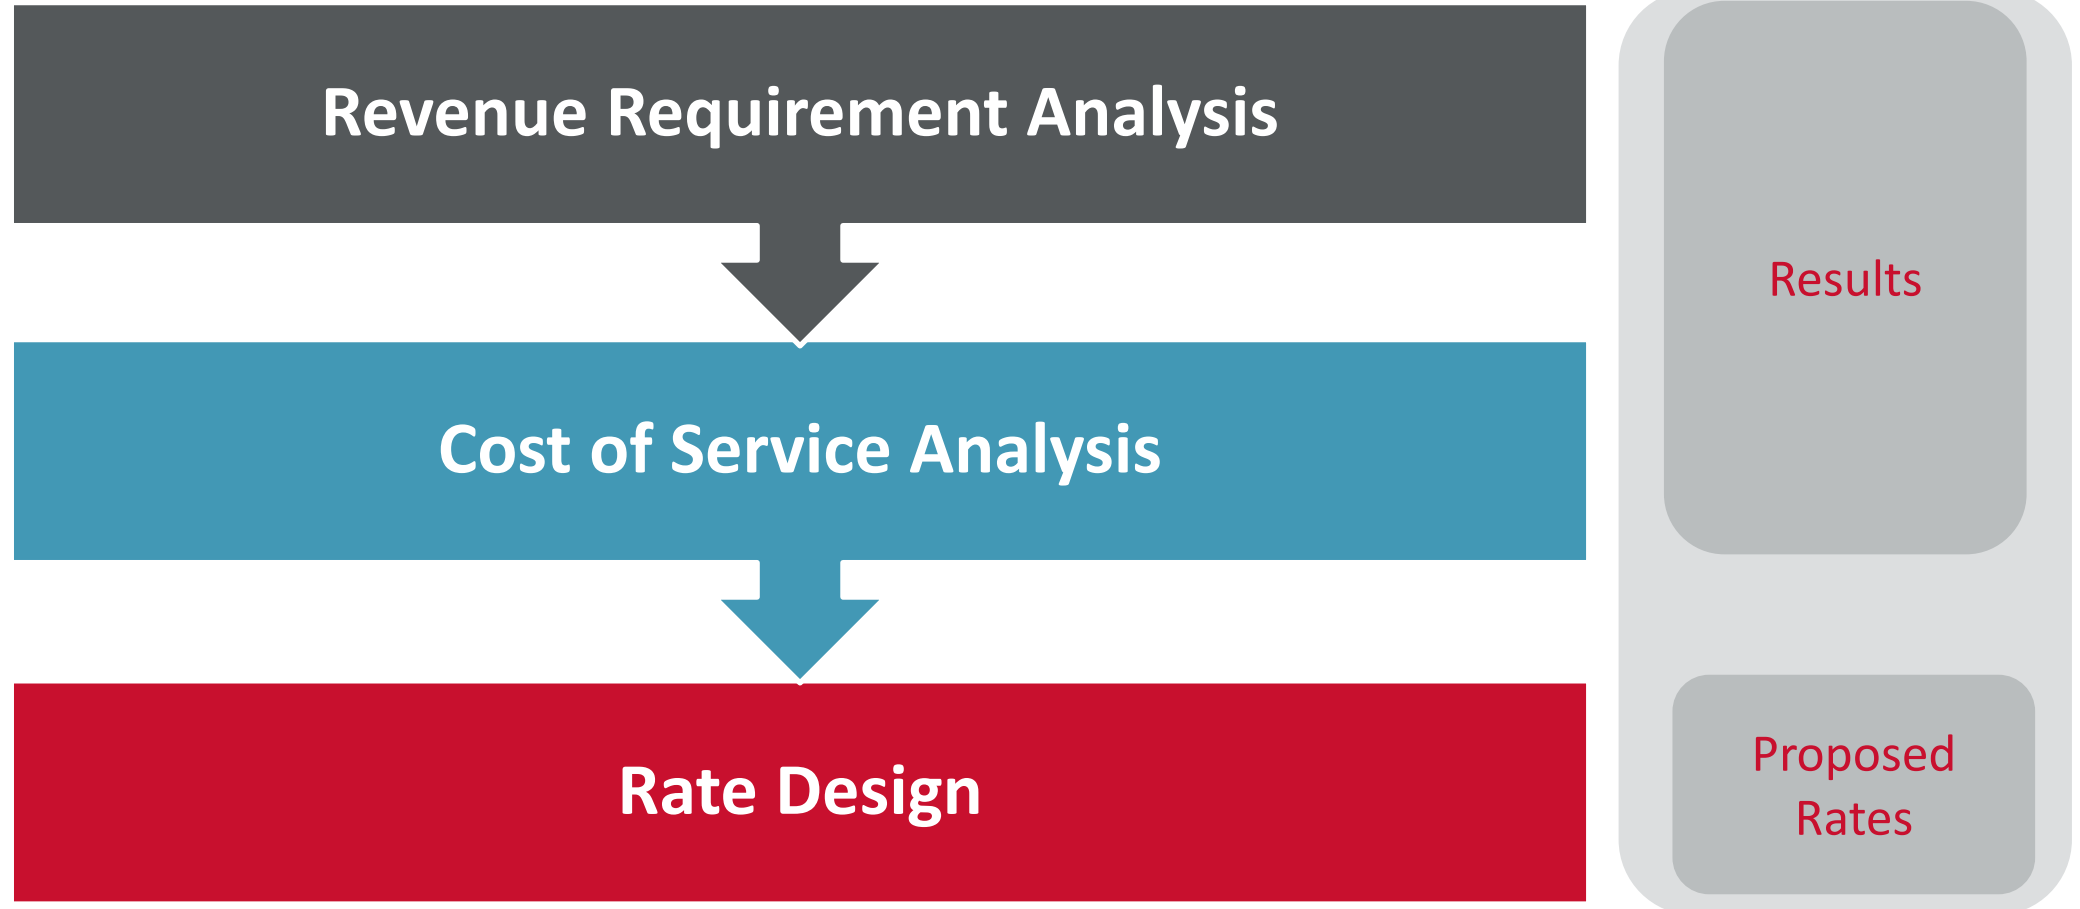 Revenue Requirement Analysis
Cost of Service Analysis
Rate Design
Results
Proposed
Rates